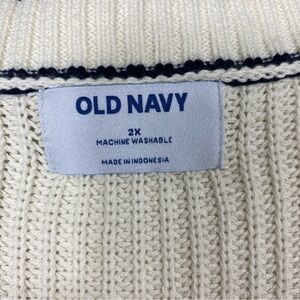 OLD NAVY
2X
MACHINE WASHABLE
MADE IN INDONESIA